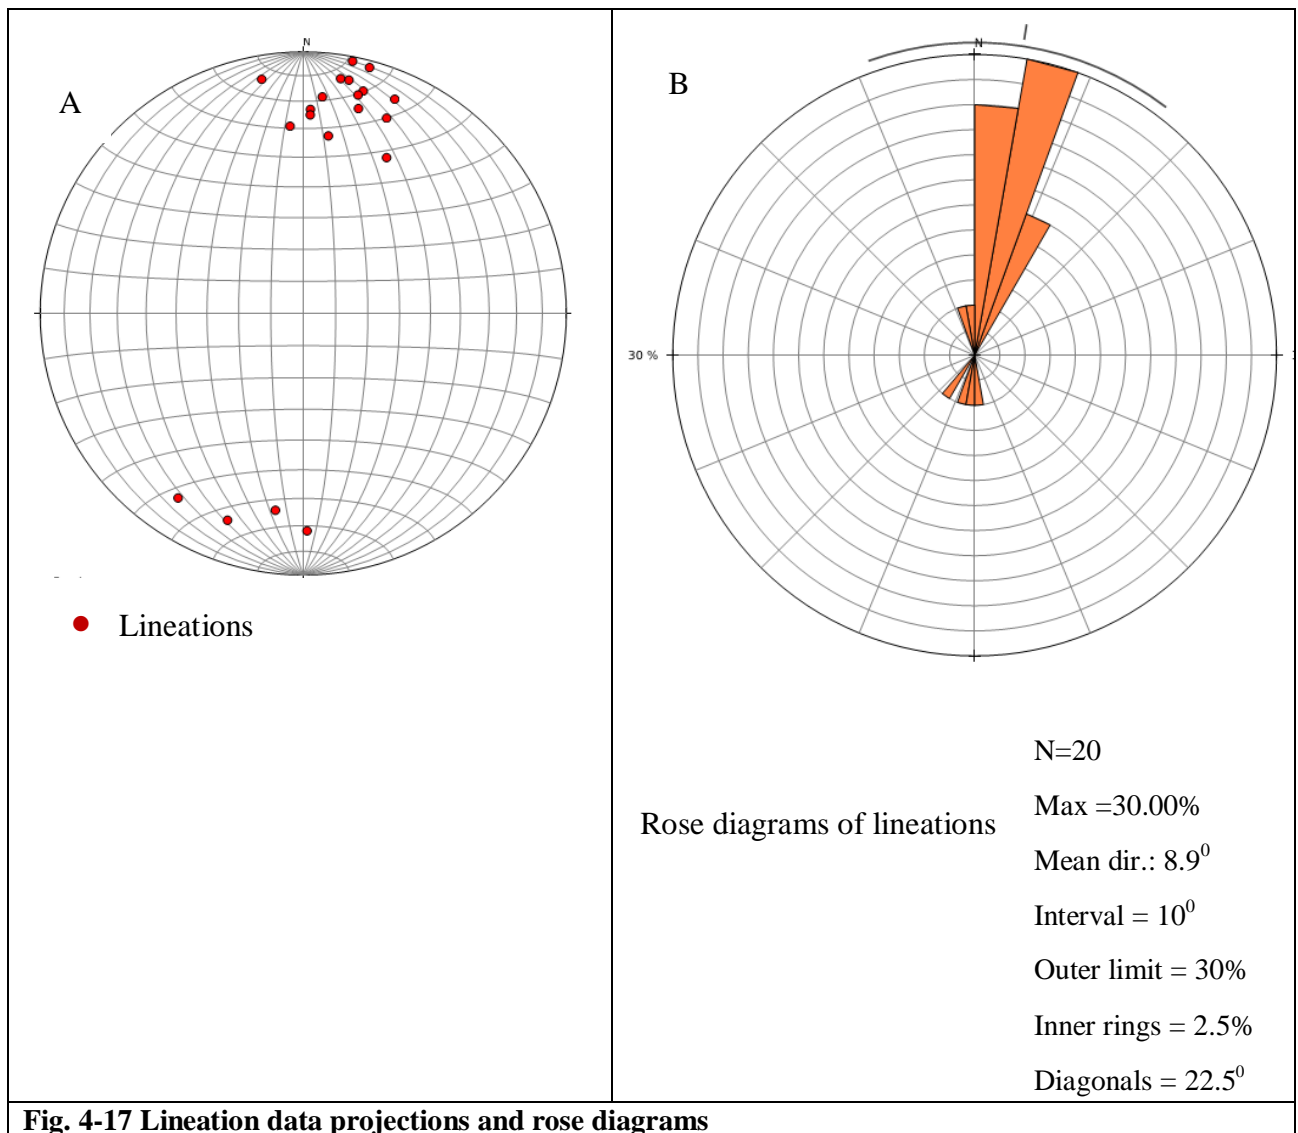 N
A
Lineations
N
B
30 %
Rose diagrams of lineations
N=20
Max =30.00%
Mean dir.: 8.9⁰
Interval = 10⁰
Outer limit = 30%
Inner rings = 2.5%
Diagonals = 22.5⁰
Fig. 4-17 Lineation data projections and rose diagrams